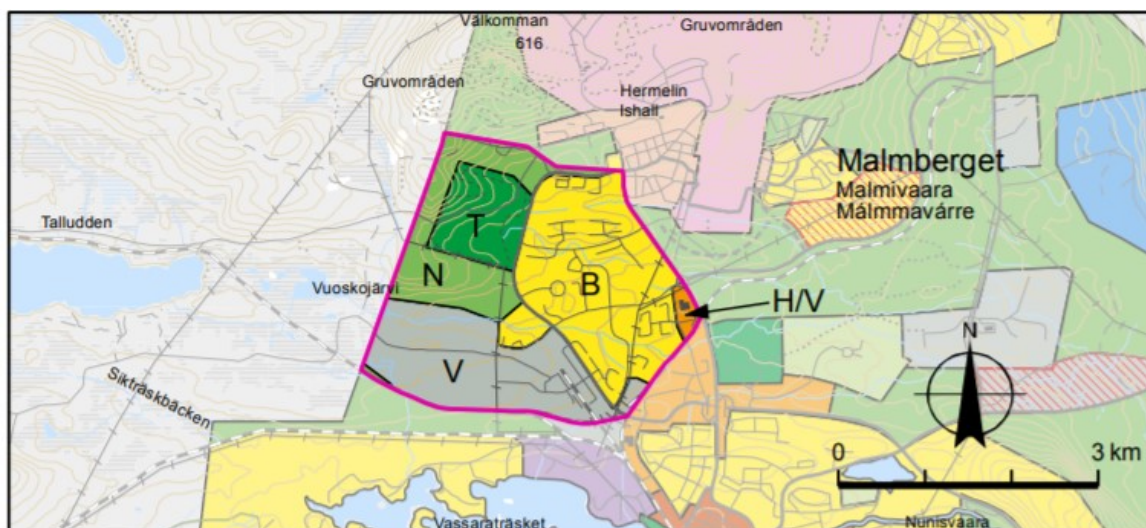 Välkomman
616
Gruvområden
Gruvområden
Hermelin
Ishall
Malmberget
Malmivaara
Málmmavárre
Talludden
T
N
B
Vuoskojärvi
H/V
V
N
Sikträskbäcken
0
3 km
Vassaraträsket
Nunisvaara